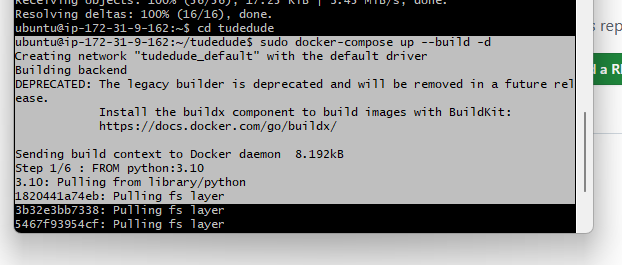 Receiving objects: 100% (56/56), 17.25 KiB | 3.45 MiB/s, done.
Resolving deltas: 100% (16/16), done.
ubuntu@ip-172-31-9-162:~$ cd tudedude
ubuntu@ip-172-31-9-162:~/tudedude$ sudo docker-compose up --build -d
Creating network "tudedude_default" with the default driver
Building backend
DEPRECATED: The legacy builder is deprecated and will be removed in a future rel
ease.
Install the buildx component to build images with BuildKit:
https://docs.docker.com/go/buildx/
Sending build context to Docker daemon  8.192kB
Step 1/6 : FROM python:3.10
3.10: Pulling from library/python
1820441a74eb: Pulling fs layer
3b32e3bb7338: Pulling fs layer
5467f93954cf: Pulling fs layer
s rep
d a RE